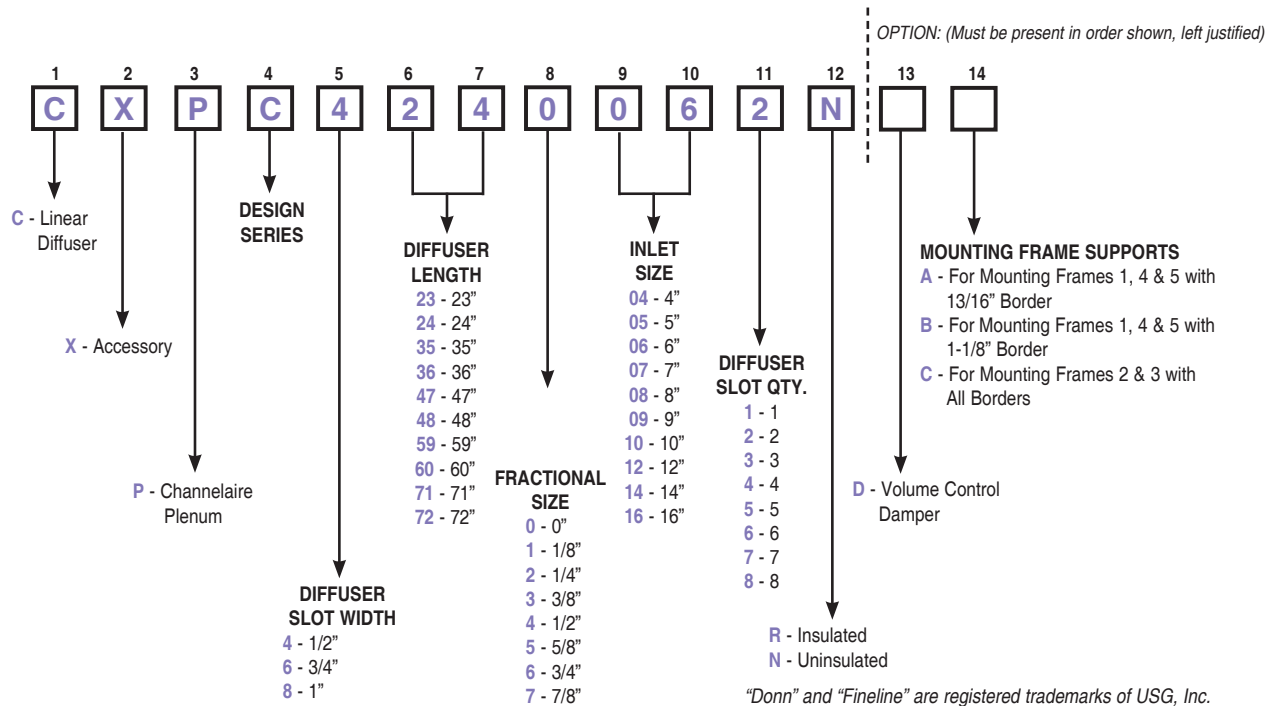 OPTION: (Must be present in order shown, left justified)
1 2 3 4 5 6 7 8 9 10 11 12 13 14
C X P C 4 2 4 0 0 6 2 N
C - Linear
Diffuser
X - Accessory
P - Channelaire
Plenum
DESIGN
SERIES
DIFFUSER
SLOT WIDTH
4 - 1/2”
6 - 3/4”
8 - 1”
DIFFUSER
LENGTH
23 - 23”
24 - 24”
35 - 35”
36 - 36”
47 - 47”
48 - 48”
59 - 59”
60 - 60”
71 - 71”
72 - 72”
FRACTIONAL
SIZE
0 - 0”
1 - 1/8”
2 - 1/4”
3 - 3/8”
4 - 1/2”
5 - 5/8”
6 - 3/4”
7 - 7/8”
INLET
SIZE
04 - 4”
05 - 5”
06 - 6”
07 - 7”
08 - 8”
09 - 9”
10 - 10”
12 - 12”
14 - 14”
16 - 16”
DIFFUSER
SLOT QTY.
1 - 1
2 - 2
3 - 3
4 - 4
5 - 5
6 - 6
7 - 7
8 - 8
R - Insulated
N - Uninsulated
D - Volume Control
Damper
MOUNTING FRAME SUPPORTS
A - For Mounting Frames 1, 4 & 5 with
13/16” Border
B - For Mounting Frames 1, 4 & 5 with
1-1/8” Border
C - For Mounting Frames 2 & 3 with
All Borders
“Donn” and “Fineline” are registered trademarks of USG, Inc.